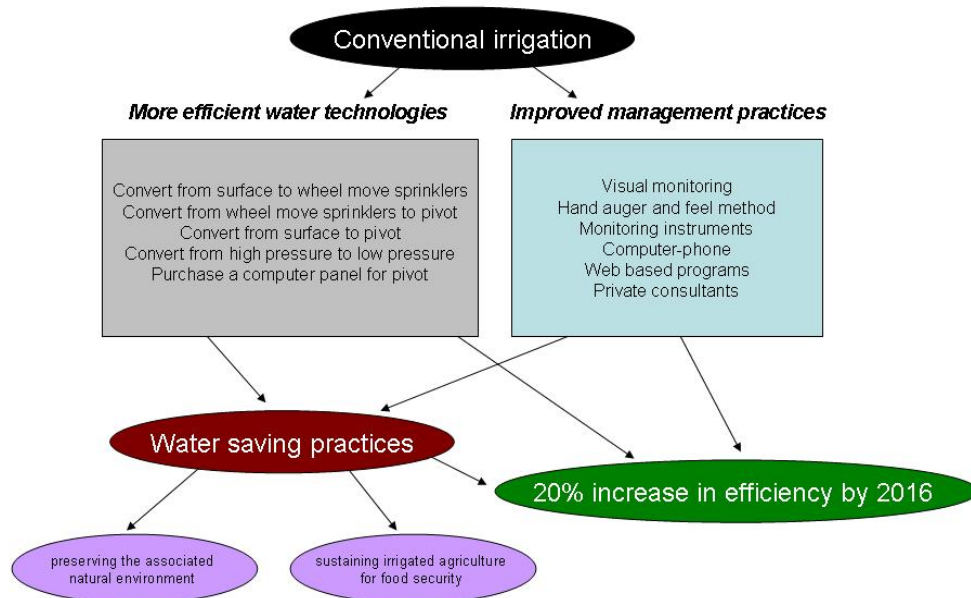 Conventional irrigation
More efficient water technologies
Improved management practices
Convert from surface to wheel move sprinklers
Convert from wheel move sprinklers to pivot
Convert from surface to pivot
Convert from high pressure to low pressure
Purchase a computer panel for pivot
Visual monitoring
Hand auger and feel method
Monitoring instruments
Computer-phone
Web based programs
Private consultants
Water saving practices
20% increase in efficiency by 2016
preserving the associated
natural environment
sustaining irrigated agriculture
for food security